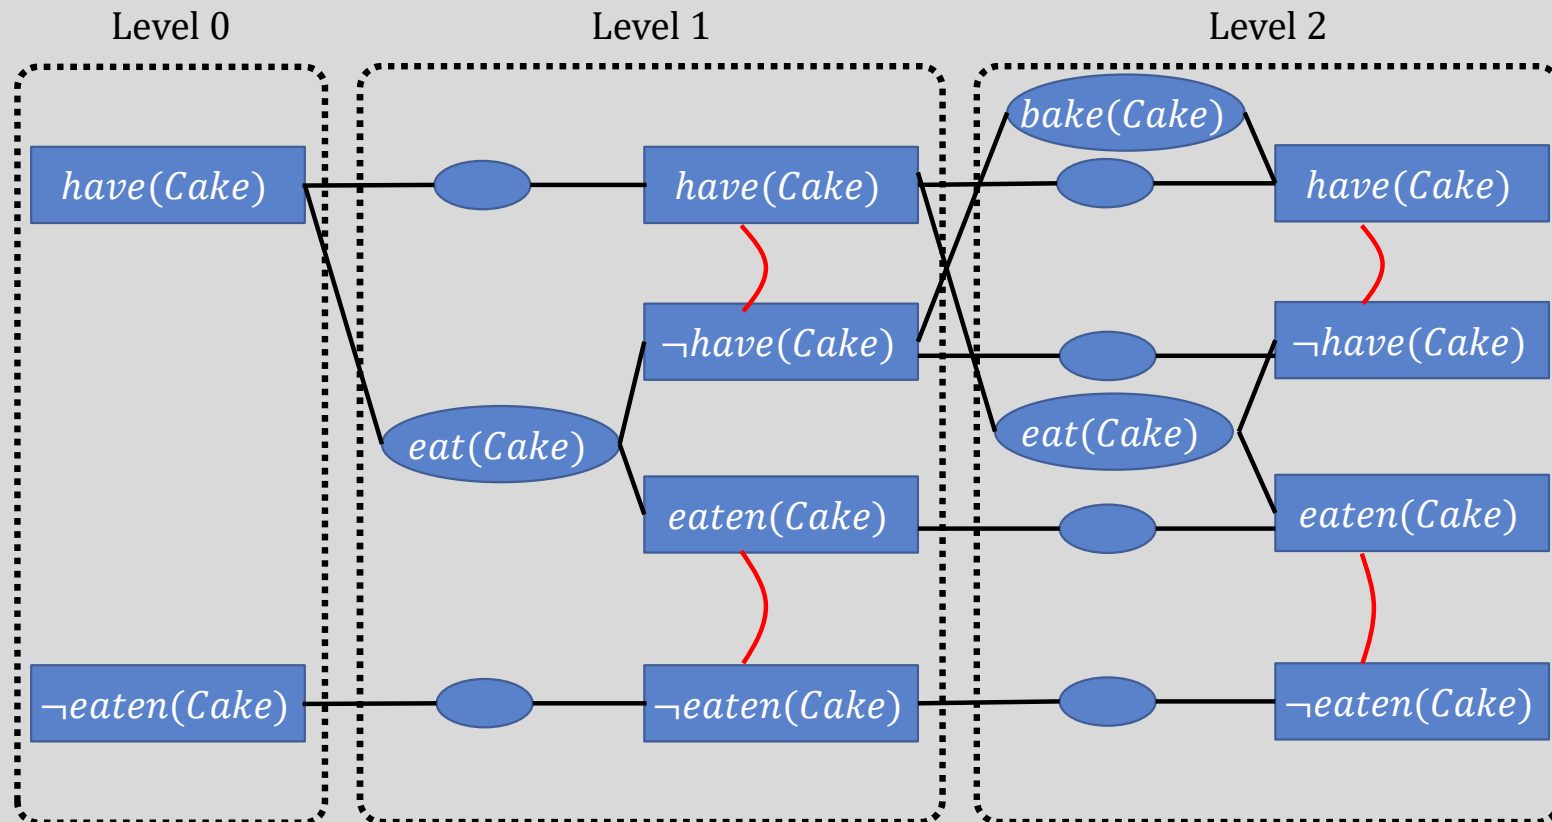 Level 0
Level 1
Level 2
bake(Cake)
have(Cake)
have(Cake)
have(Cake)
¬have(Cake)
¬have(Cake)
eat(Cake)
eat(Cake)
eaten(Cake)
eaten(Cake)
¬eaten(Cake)
¬eaten(Cake)
¬eaten(Cake)